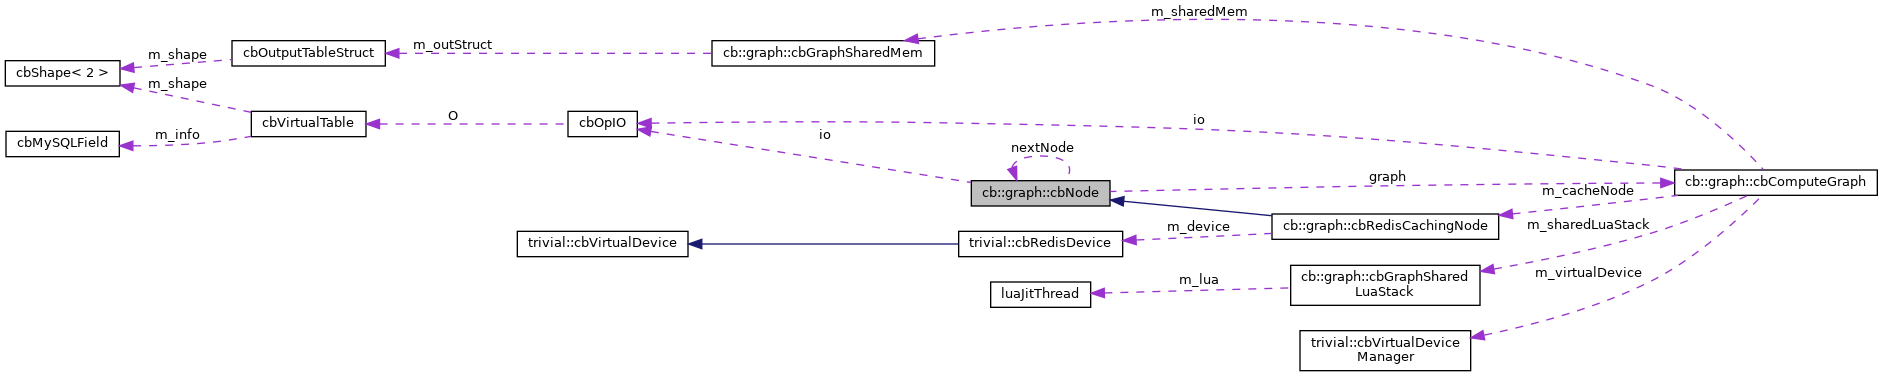 m_sharedMem
m_shape
cbOutputTableStruct
m_outStruct
cb::graph::cbGraphSharedMem
cbShape< 2 >
m_shape
m_info
cbMySQLField
cbVirtualTable
O
cbOpIO
io
io
nextNode
cb::graph::cbNode
graph
cb::graph::cbComputeGraph
m_cacheNode
cb::graph::cbRedisCachingNode
m_sharedLuaStack
m_device
trivial::cbVirtualDevice
trivial::cbRedisDevice
m_virtualDevice
cb::graph::cbGraphShared
LuaStack
m_lua
luaJitThread
trivial::cbVirtualDevice
Manager